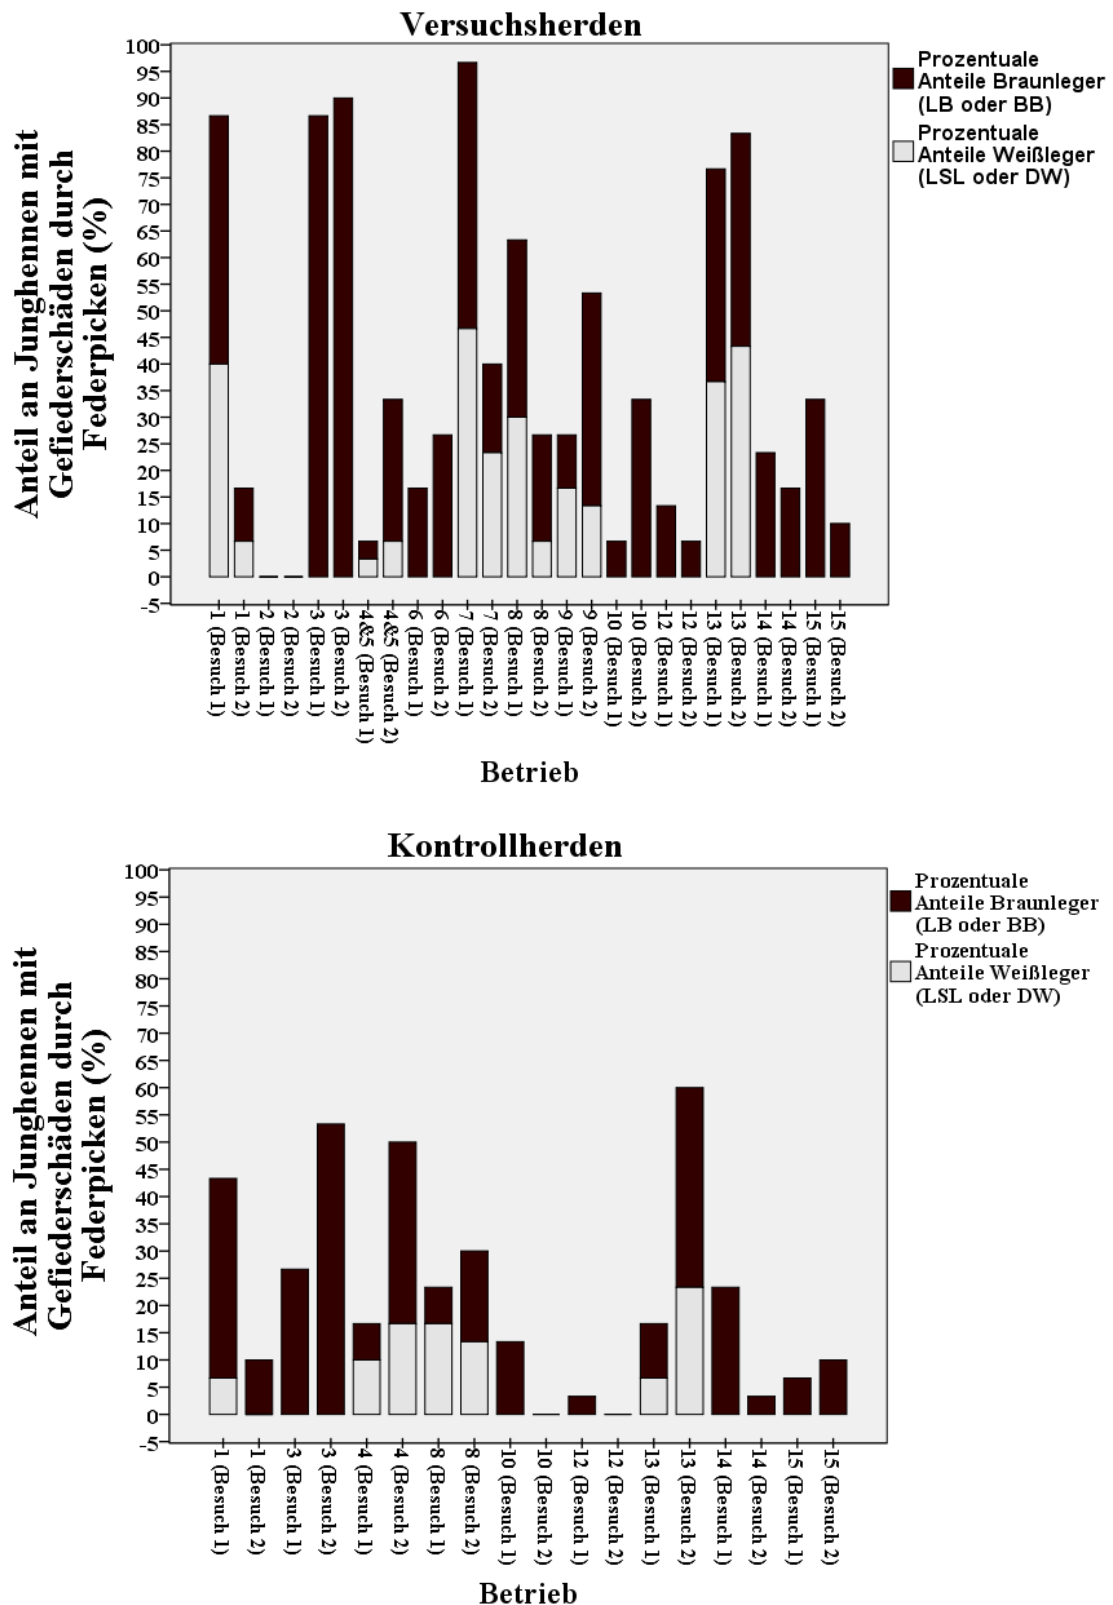 Versuchsherden
Anteil an Junghennen mit
Gefiederschäden durch
Federpicken (%)
100
95
90
85
80
75
70
65
60
55
50
45
40
35
30
25
20
15
10
5
0
-5
1 (Besuch 1)
1 (Besuch 2)
2 (Besuch 1)
2 (Besuch 2)
3 (Besuch 1)
3 (Besuch 2)
4&5 (Besuch 1)
4&5 (Besuch 2)
6 (Besuch 1)
6 (Besuch 2)
7 (Besuch 1)
7 (Besuch 2)
8 (Besuch 1)
8 (Besuch 2)
9 (Besuch 1)
9 (Besuch 2)
10 (Besuch 1)
10 (Besuch 2)
12 (Besuch 1)
12 (Besuch 2)
13 (Besuch 1)
13 (Besuch 2)
14 (Besuch 1)
14 (Besuch 2)
15 (Besuch 1)
15 (Besuch 2)
Betrieb
Prozentuale
Anteile Braunleger
(LB oder BB)
Prozentuale
Anteile Weißleger
(LSL oder DW)
Kontrollherden
Anteil an Junghennen mit
Gefiederschäden durch
Federpicken (%)
100
95
90
85
80
75
70
65
60
55
50
45
40
35
30
25
20
15
10
5
0
-5
1 (Besuch 1)
1 (Besuch 2)
3 (Besuch 1)
3 (Besuch 2)
4 (Besuch 1)
4 (Besuch 2)
8 (Besuch 1)
8 (Besuch 2)
10 (Besuch 1)
10 (Besuch 2)
12 (Besuch 1)
12 (Besuch 2)
13 (Besuch 1)
13 (Besuch 2)
14 (Besuch 1)
14 (Besuch 2)
15 (Besuch 1)
15 (Besuch 2)
Betrieb
Prozentuale
Anteile Braunleger
(LB oder BB)
Prozentuale
Anteile Weißleger
(LSL oder DW)